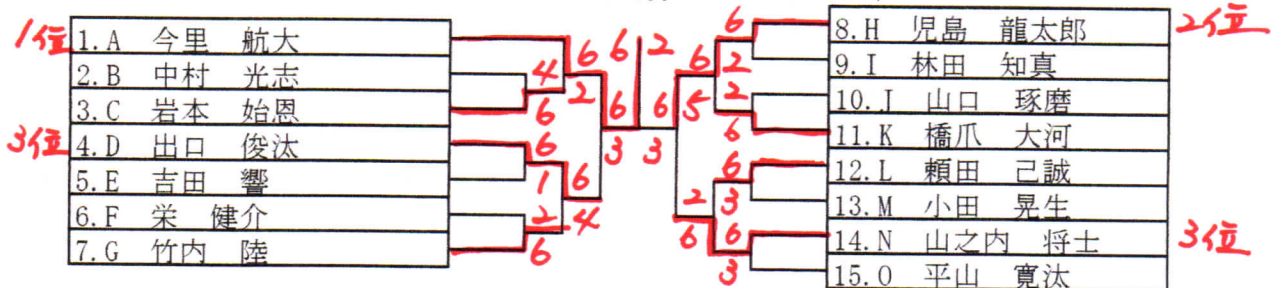 1位 1.A 今里 航大
2.B 中村 光志
3.C 岩本 始恩
3位 4.D 出口 俊汰
5.E 吉田 響
6.F 栄 健介
7.G 竹内 陸
4 6
6 2
6 1
2 6
6 4
6 3
6 2
6 3
6 5
2 6
6 2
2 6
6 3
6 3
8.H 児島 龍太郎 2位
9.I 林田 知真
10.J 山口 琢磨
11.K 橋爪 大河
12.L 頼田 己誠
13.M 小田 晃生
14.N 山之内 将士 3位
15.O 平山 寛汰